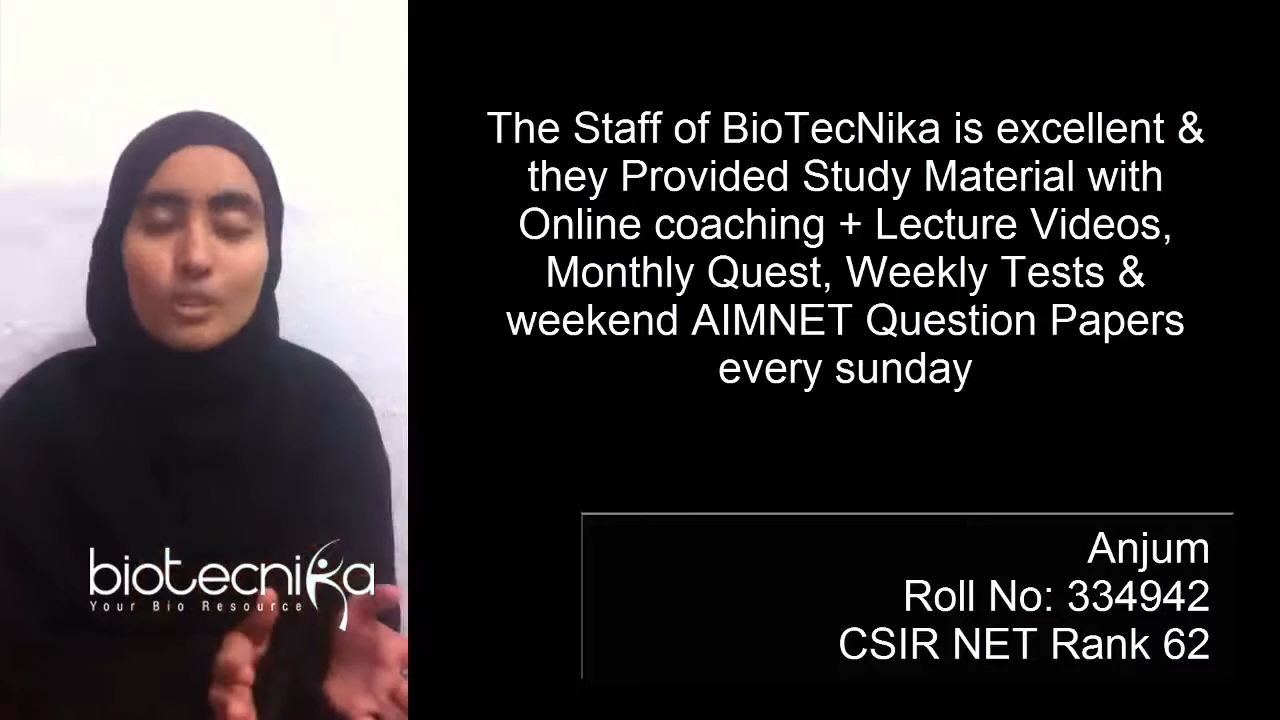 The Staff of BioTecNika is excellent &
they Provided Study Material with
Online coaching + Lecture Videos,
Monthly Quest, Weekly Tests &
weekend AIMNET Question Papers
every sunday
biotecnika
Your Bio Resource
Anjum
Roll No: 334942
CSIR NET Rank 62